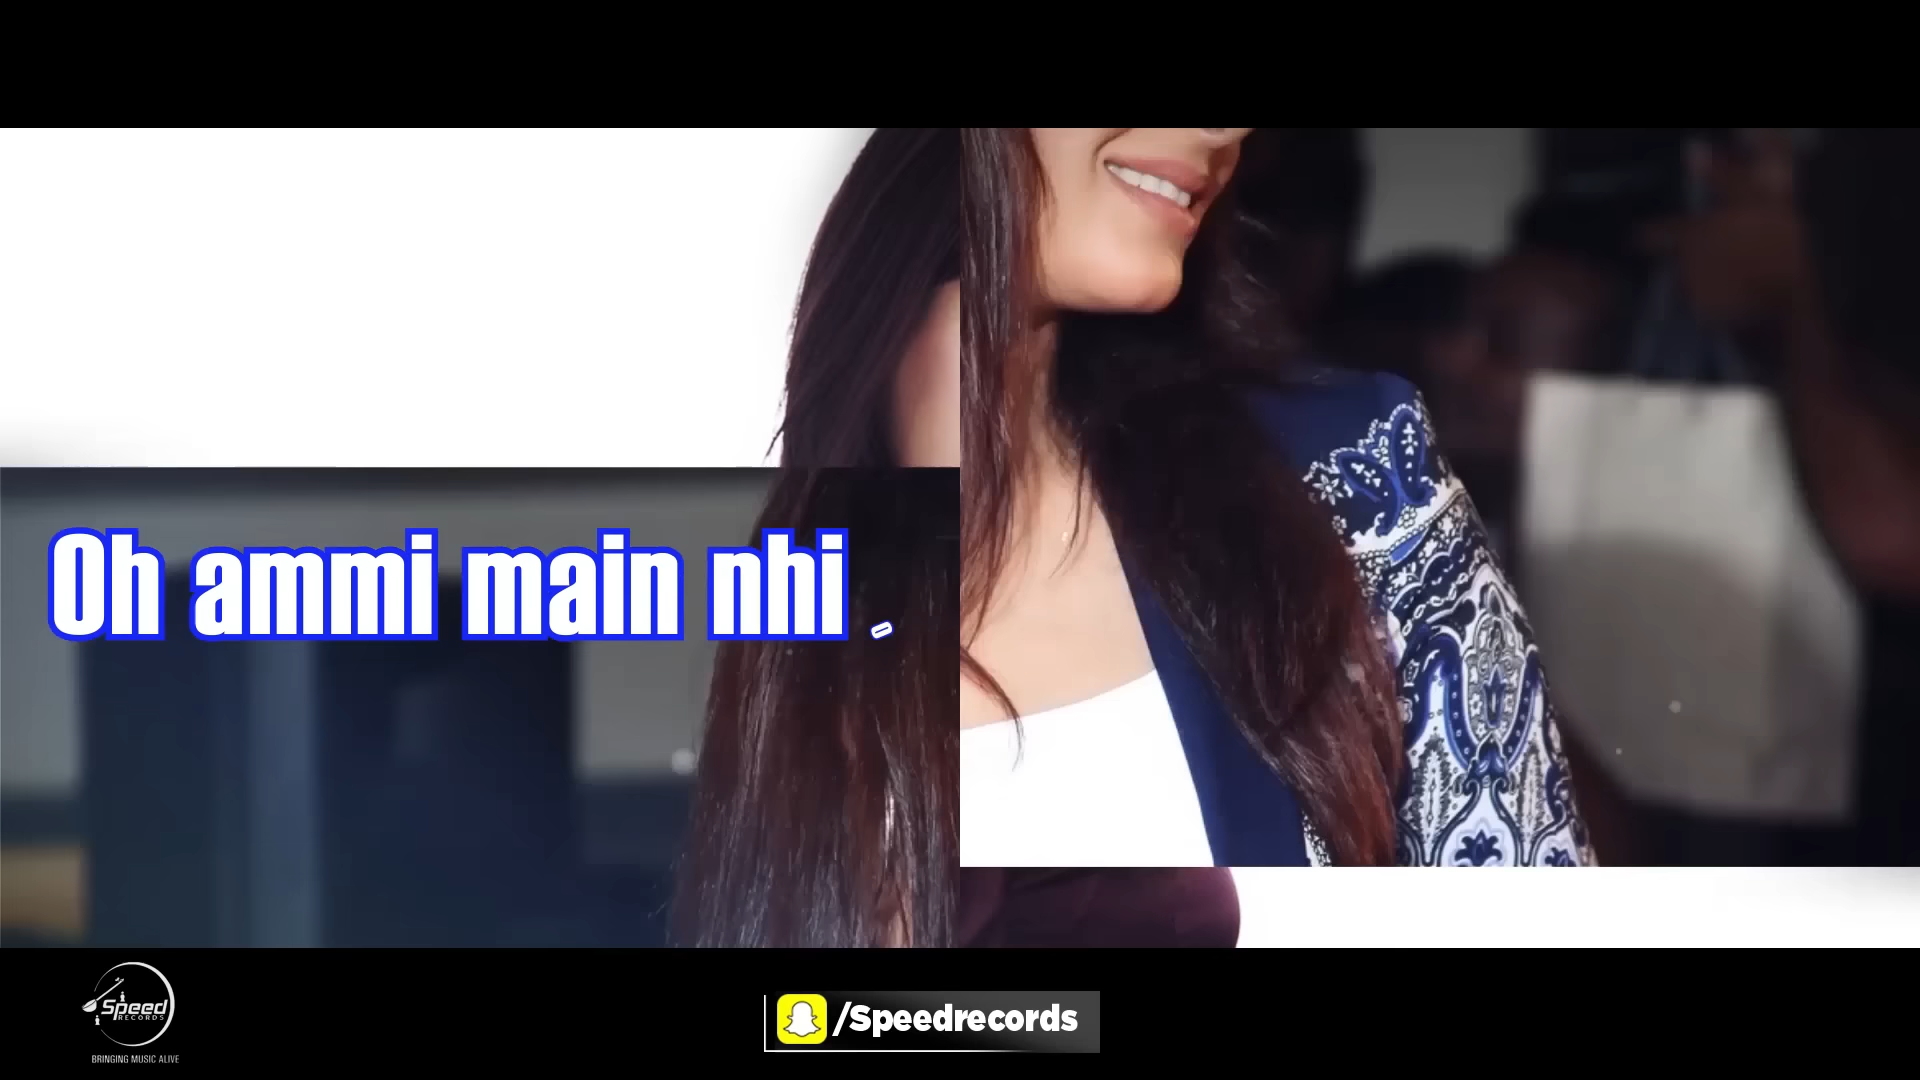 Oh ammi main nhi
Speed
RECORDS
BRINGING MUSIC ALIVE
/Speedrecords